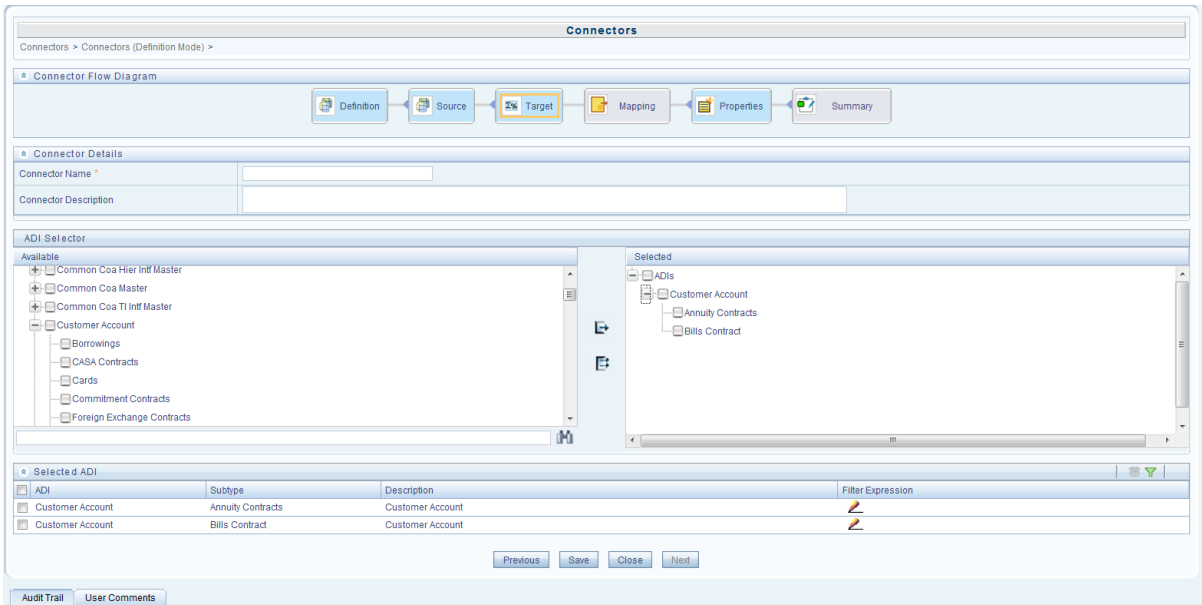 Connectors
Connectors > Connectors (Definition Mode) >
Connector Flow Diagram
Definition Source Σ% Target Mapping Properties Summary
Connector Details
Connector Name *
Connector Description
ADI Selector
Available
Common Coa Hier Intf Master
Common Coa Master
Common Coa Tl Intf Master
Customer Account
Borrowings
CASA Contracts
Cards
Commitment Contracts
Foreign Exchange Contracts
Selected
ADIs
Customer Account
Annuity Contracts
Bills Contract
Selected ADI
ADI Subtype Description Filter Expression
Customer Account Annuity Contracts Customer Account
Customer Account Bills Contract Customer Account
Previous Save Close Next
Audit Trail User Comments